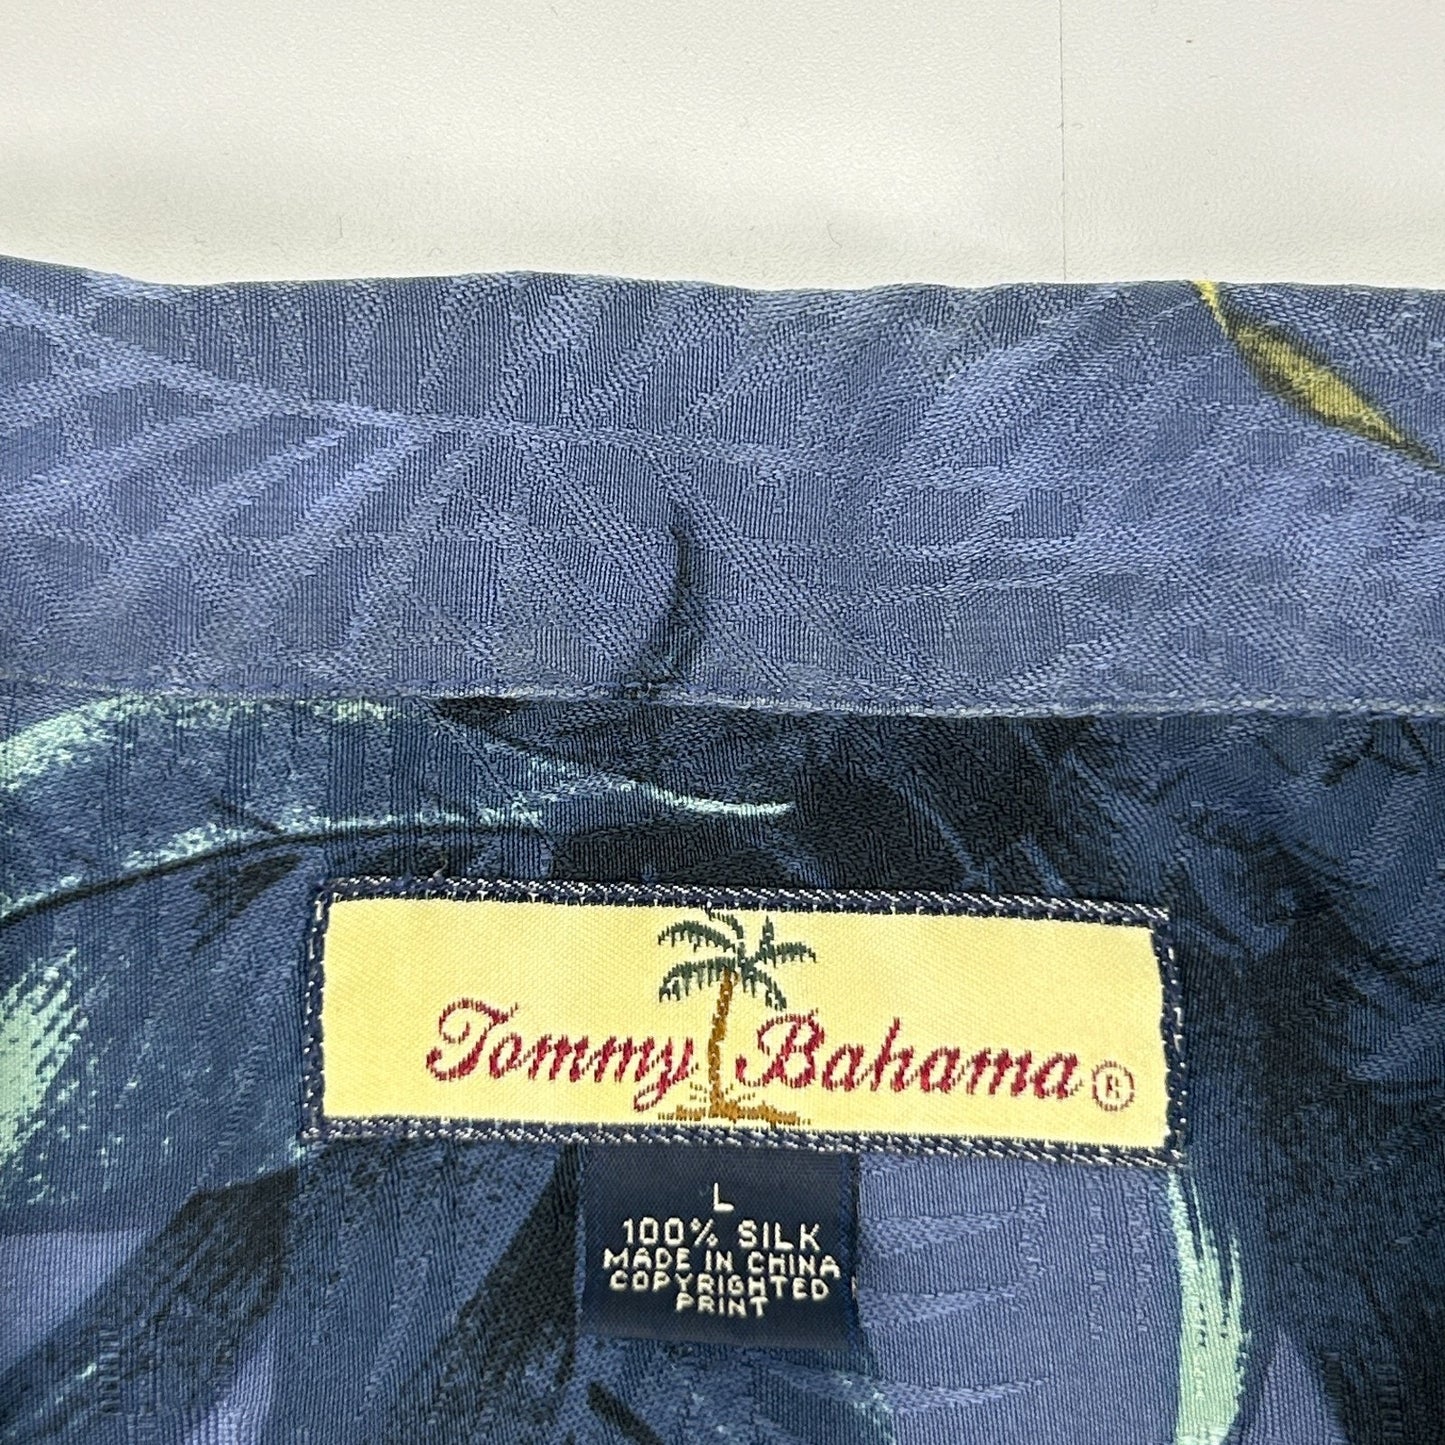 Tommy Bahama®
L
100% SILK
MADE IN CHINA
COPYRIGHTED
PRINT